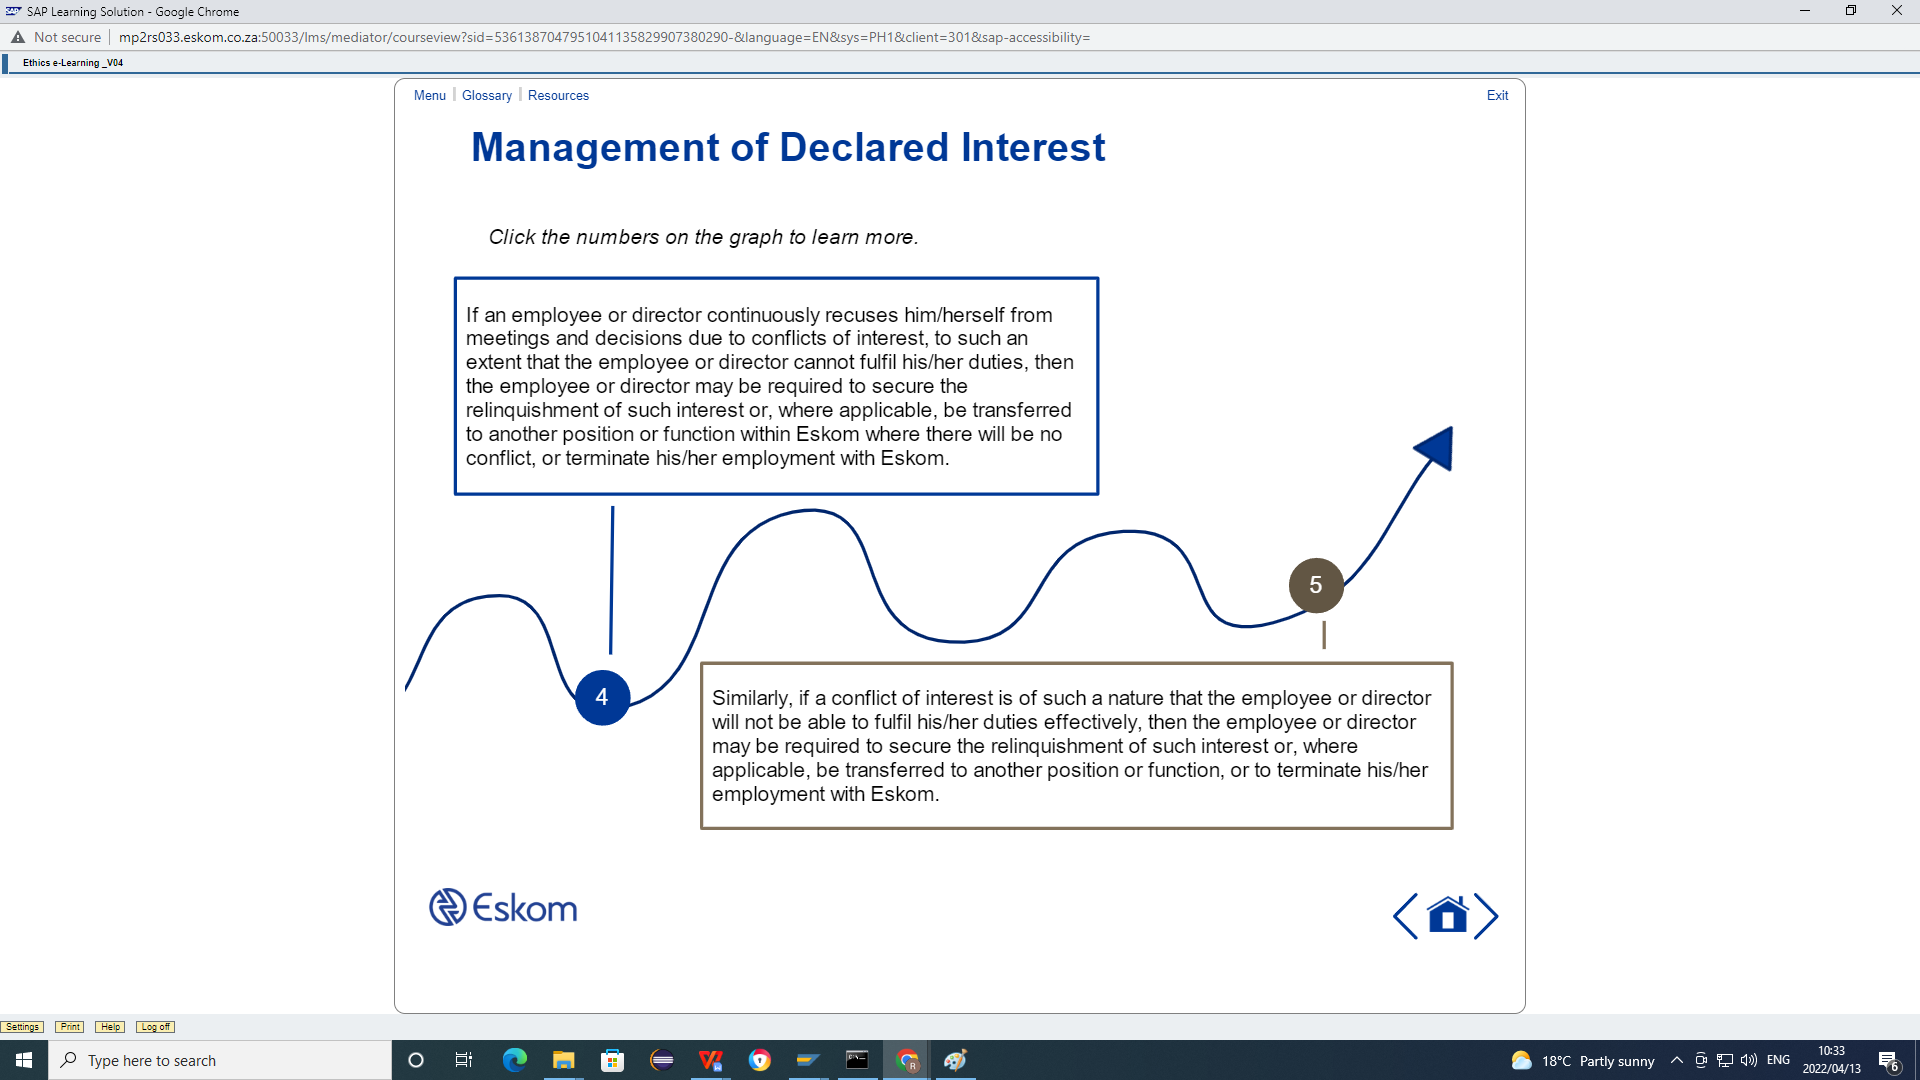 SAP Learning Solution - Google Chrome
Not secure
mp2rs033.eskom.co.za:50033/lms/mediator/courseview?sid=5361387047951041135829907380290-&language=EN&sys=PH1&client=301&sap-accessibility=
Ethics e-Learning _V04
Menu Glossary Resources Exit
Management of Declared Interest
Click the numbers on the graph to learn more.
If an employee or director continuously recuses him/herself from
meetings and decisions due to conflicts of interest, to such an
extent that the employee or director cannot fulfil his/her duties, then
the employee or director may be required to secure the
relinquishment of such interest or, where applicable, be transferred
to another position or function within Eskom where there will be no
conflict, or terminate his/her employment with Eskom.
5
4
Similarly, if a conflict of interest is of such a nature that the employee or director
will not be able to fulfil his/her duties effectively, then the employee or director
may be required to secure the relinquishment of such interest or, where
applicable, be transferred to another position or function, or to terminate his/her
employment with Eskom.
Eskom
Settings Print Help Log off
Type here to search
18°C Partly sunny
ENG
10:33
2022/04/13
6